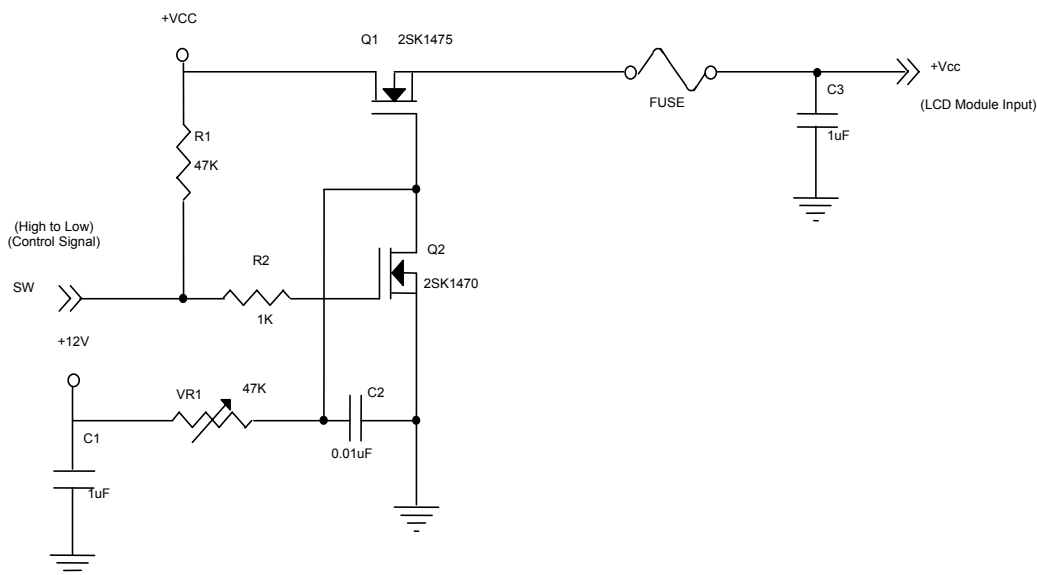 +VCC
Q1 2SK1475
FUSE
+Vcc
(LCD Module Input)
C3
1uF
R1
47K
(High to Low)
(Control Signal)
SW
R2
1K
Q2
2SK1470
+12V
VR1
47K
C2
0.01uF
C1
1uF